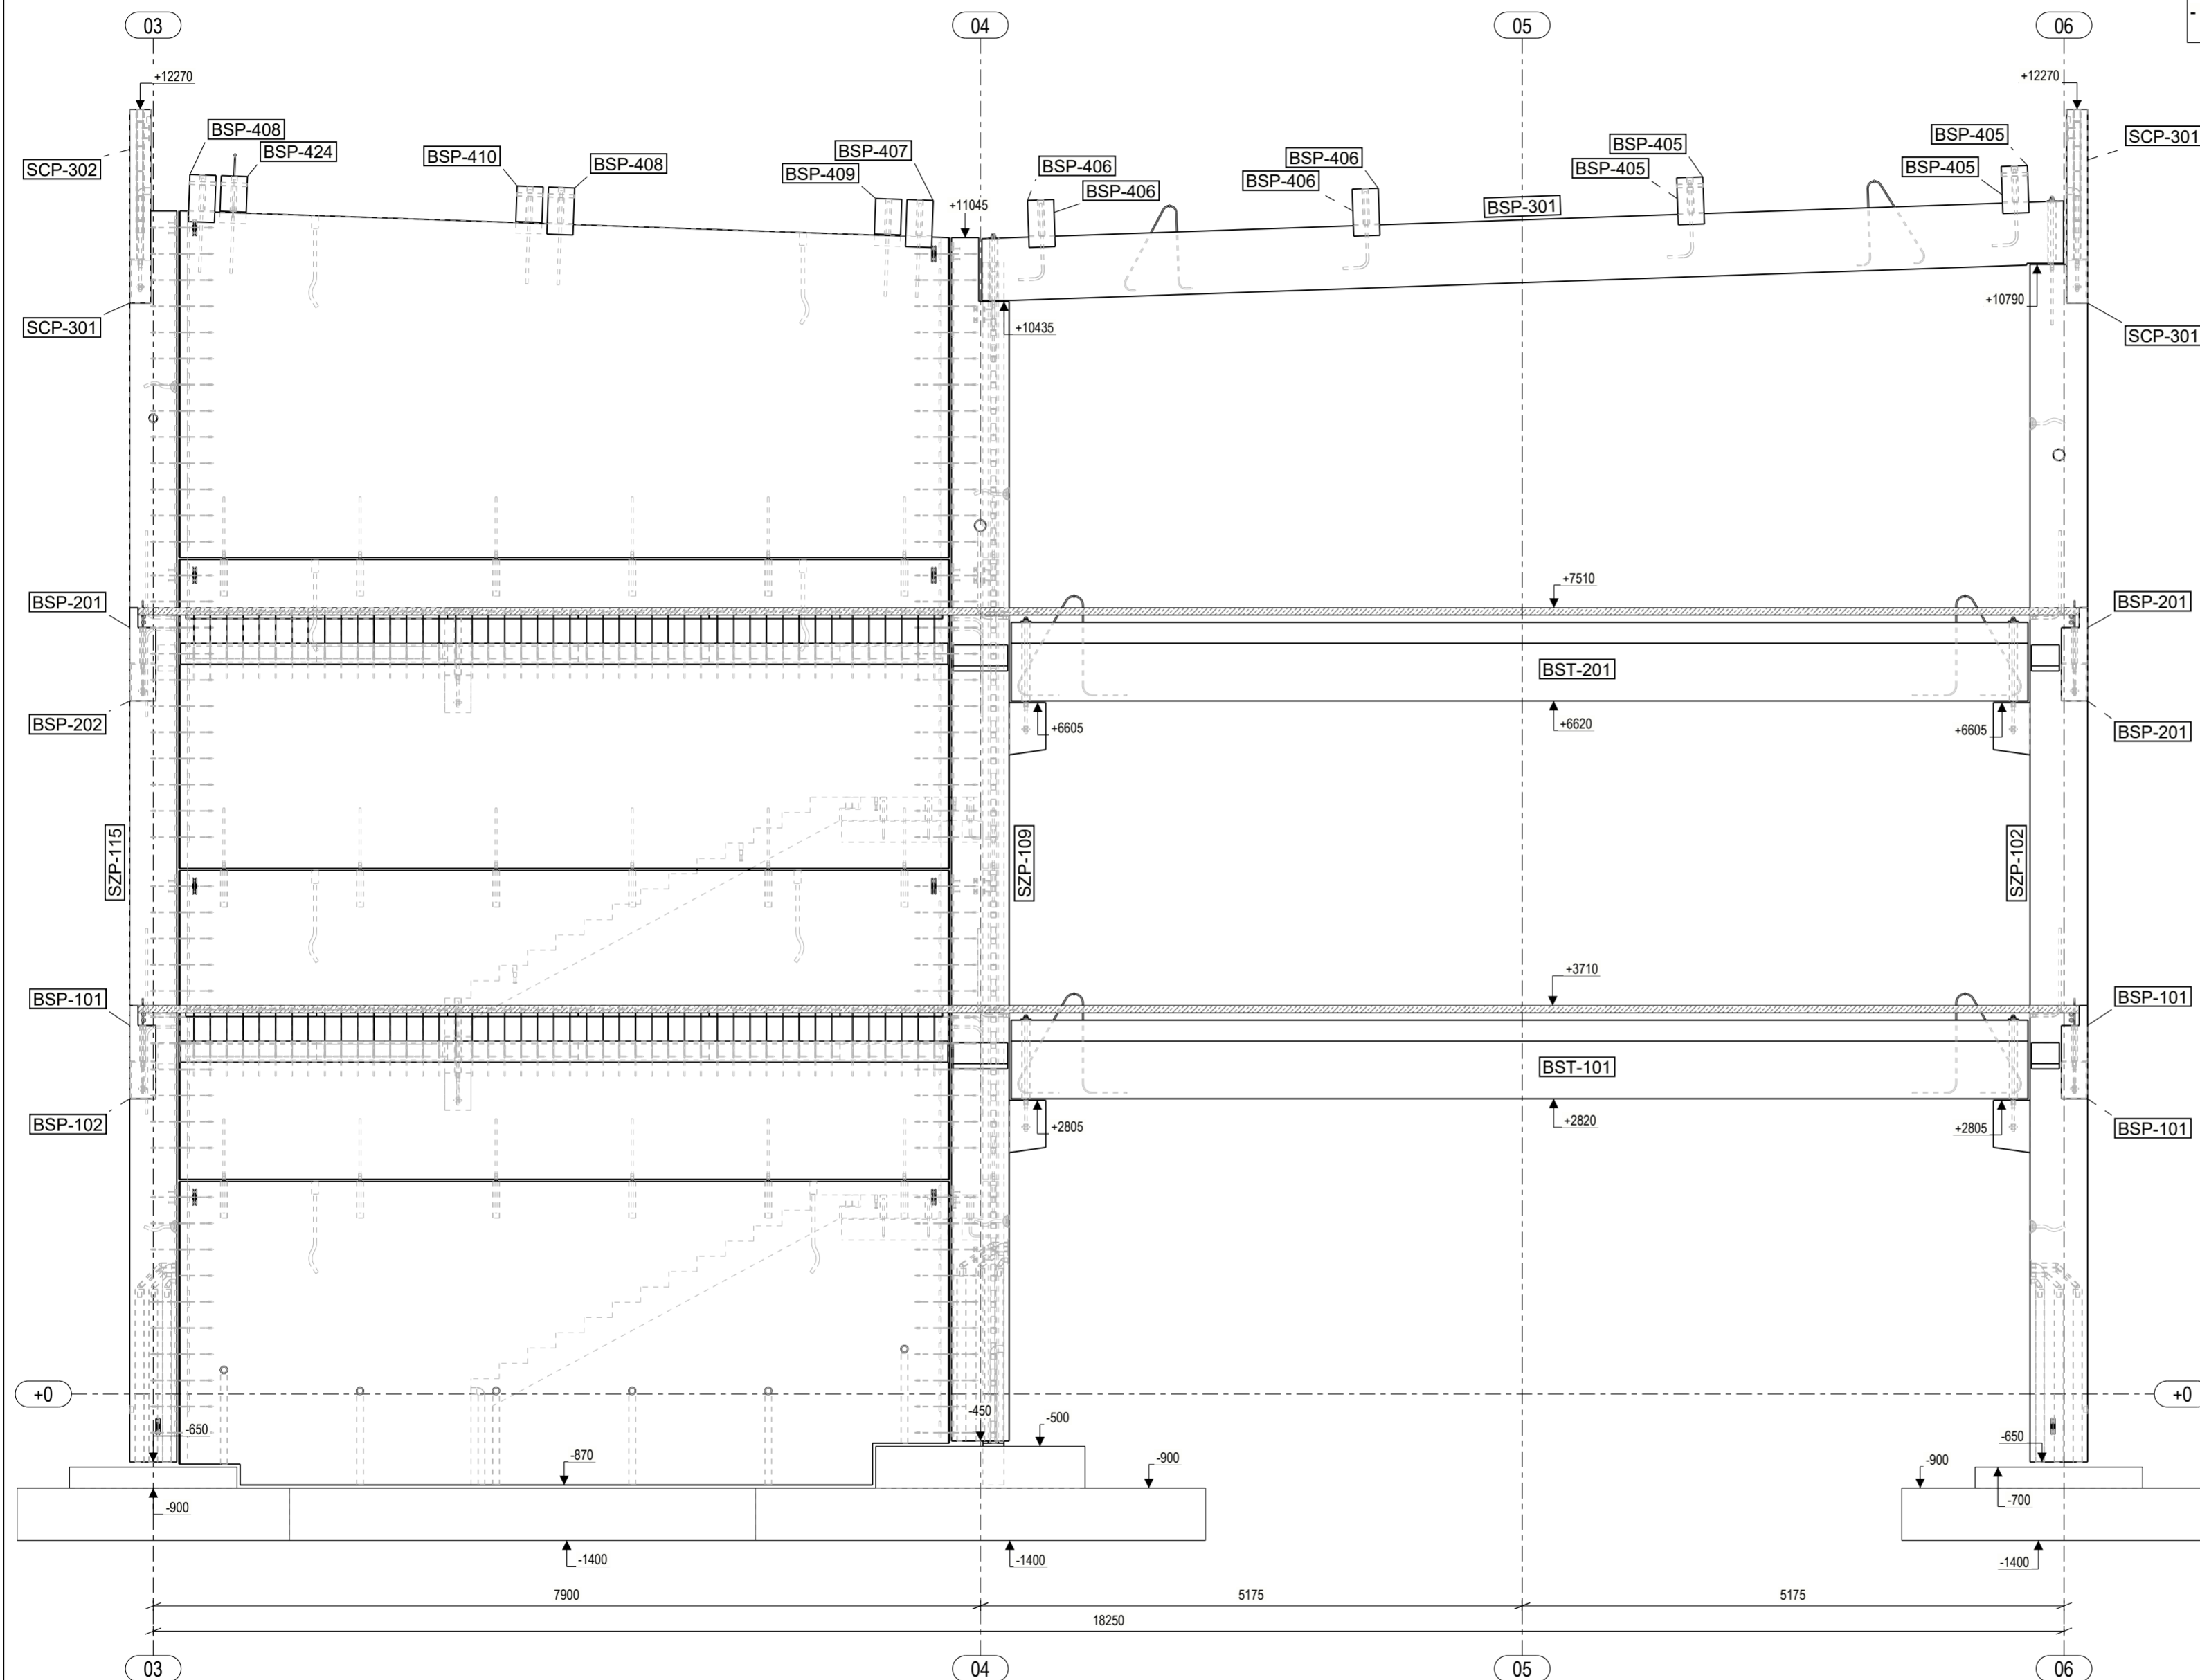 03
04
05
06
-
+12270
+12270
BSP-408
BSP-424
SCP-302
BSP-410
BSP-408
BSP-407
BSP-409
BSP-406
BSP-406
BSP-406
BSP-406
BSP-405
BSP-405
BSP-405
BSP-405
SCP-301
+11045
BSP-301
+10790
+10435
SCP-301
SCP-301
+7510
BSP-201
BSP-201
BST-201
BSP-202
+6605
+6620
+6605
BSP-201
SZP-115
SZP-109
SZP-102
+3710
BSP-101
BSP-101
BST-101
BSP-102
+2805
+2820
+2805
BSP-101
+0
+0
-650
-450
-500
-650
-870
-900
-900
-900
-700
-1400
-1400
-1400
7900
5175
5175
18250
03
04
05
06